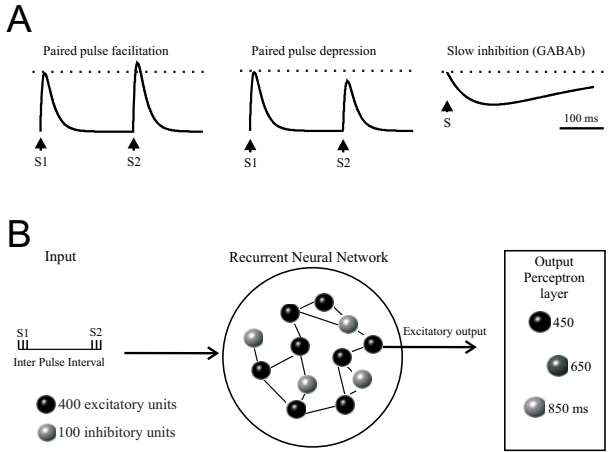 A
Paired pulse facilitation
Paired pulse depression
Slow inhibition (GABAb)
S1
S2
S1
S2
S
100 ms
B
Input
Recurrent Neural Network
Output
Perceptron
layer
S1
S2
Inter Pulse Interval
Excitatory output
450
650
850 ms
400 excitatory units
100 inhibitory units